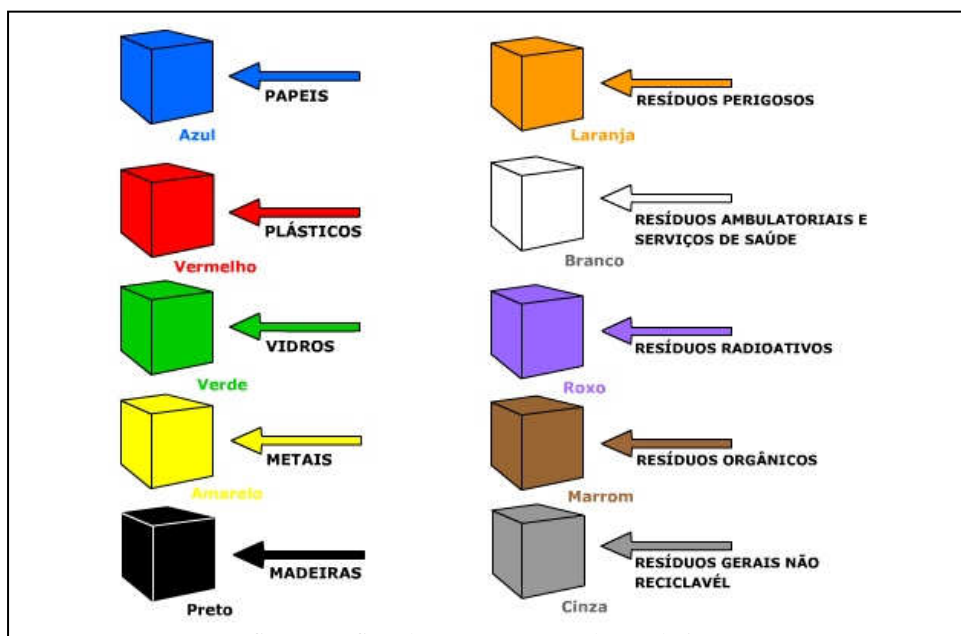 PAPEIS
Azul
PLÁSTICOS
Vermelho
VIDROS
Verde
METAIS
Amarelo
MADEIRAS
Preto
RESÍDUOS PERIGOSOS
Laranja
RESÍDUOS AMBULATORIAIS E
SERVIÇOS DE SAÚDE
Branco
RESÍDUOS RADIOATIVOS
Roxo
RESÍDUOS ORGÂNICOS
Marrom
RESÍDUOS GERAIS NÃO
RECICLAVÉL
Cinza